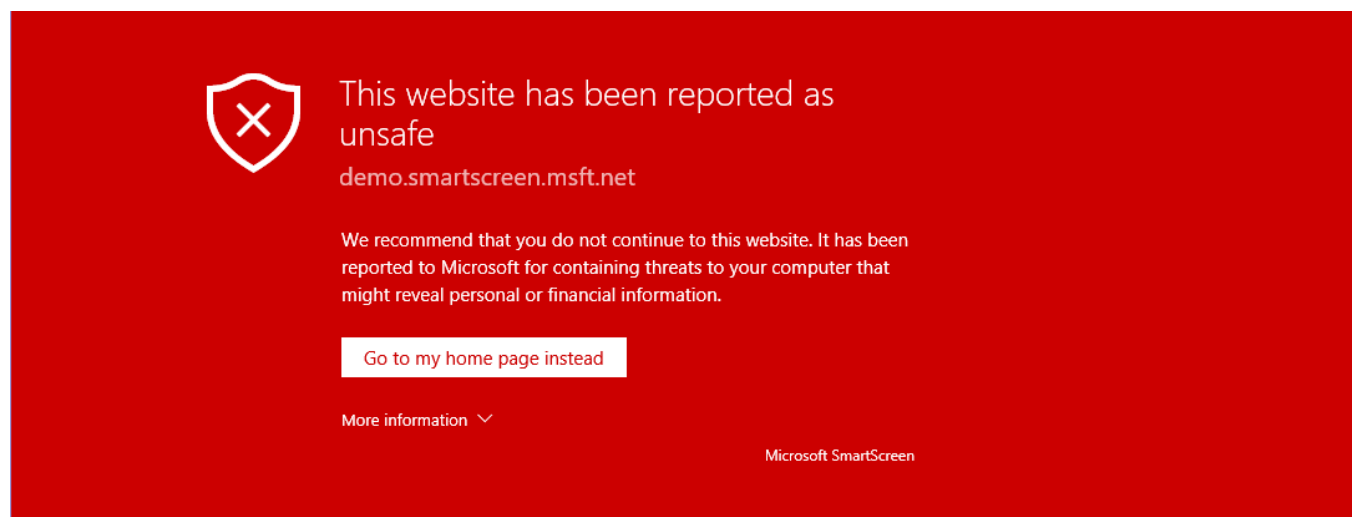 This website has been reported as
unsafe
demo.smartscreen.msft.net
We recommend that you do not continue to this website. It has been
reported to Microsoft for containing threats to your computer that
might reveal personal or financial information.
Go to my home page instead
More information
Microsoft SmartScreen